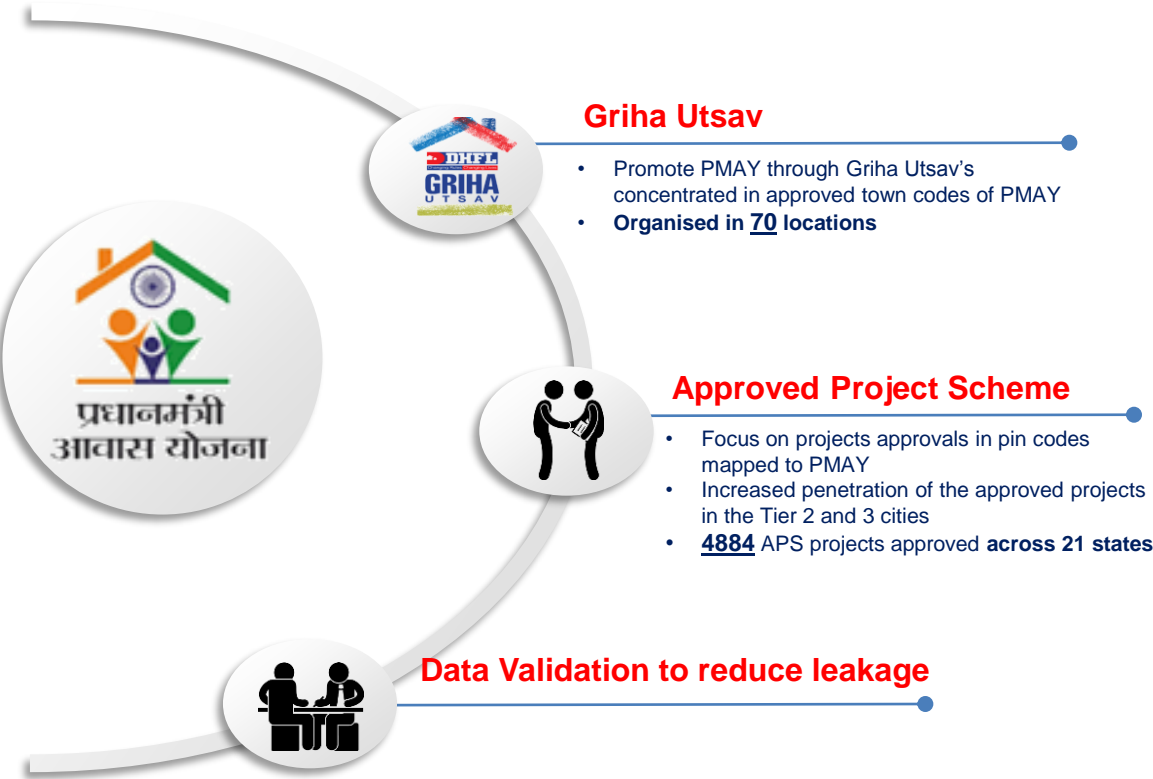 Griha Utsav
DHFL
GRIHA
UTSAV
• Promote PMAY through Griha Utsav's
concentrated in approved town codes of PMAY
• Organised in 70 locations
प्रधानमंत्री
आवास योजना
Approved Project Scheme
• Focus on projects approvals in pin codes
mapped to PMAY
• Increased penetration of the approved projects
in the Tier 2 and 3 cities
• 4884 APS projects approved across 21 states
Data Validation to reduce leakage